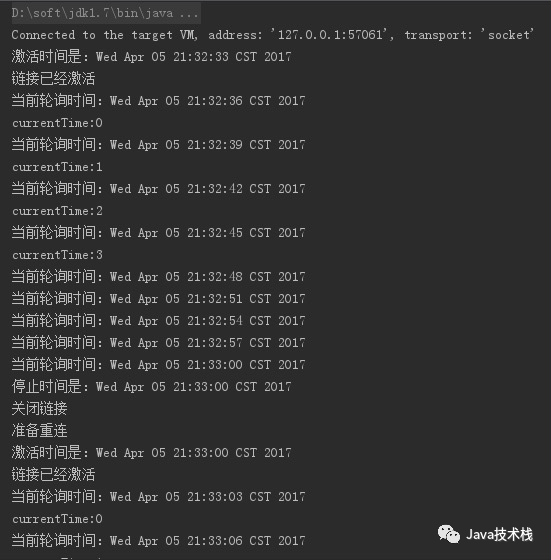 D:\soft\jdk1.7\bin\java ...
Connected to the target VM, address: '127.0.0.1:57061', transport: 'socket'
激活时间是：Wed Apr 05 21:32:33 CST 2017
链接已经激活
当前轮询时间：Wed Apr 05 21:32:36 CST 2017
currentTime:0
当前轮询时间：Wed Apr 05 21:32:39 CST 2017
currentTime:1
当前轮询时间：Wed Apr 05 21:32:42 CST 2017
currentTime:2
当前轮询时间：Wed Apr 05 21:32:45 CST 2017
currentTime:3
当前轮询时间：Wed Apr 05 21:32:48 CST 2017
当前轮询时间：Wed Apr 05 21:32:51 CST 2017
当前轮询时间：Wed Apr 05 21:32:54 CST 2017
当前轮询时间：Wed Apr 05 21:32:57 CST 2017
当前轮询时间：Wed Apr 05 21:33:00 CST 2017
停止时间是：Wed Apr 05 21:33:00 CST 2017
关闭链接
准备重连
激活时间是：Wed Apr 05 21:33:00 CST 2017
链接已经激活
当前轮询时间：Wed Apr 05 21:33:03 CST 2017
currentTime:0
当前轮询时间：Wed Apr 05 21:33:06 CST 2017
Java技术栈